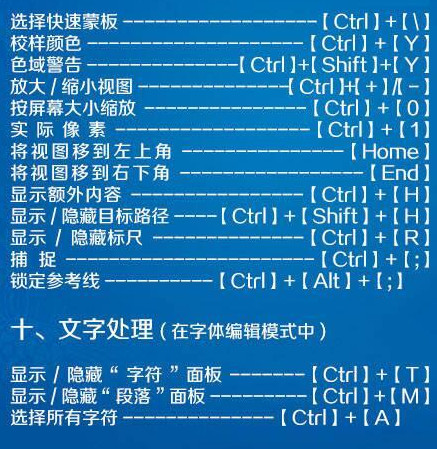 选择快速蒙板--------------------【Ctrl】+【\】
校样颜色----------------------【Ctrl】+【Y】
色域警告---------------【Ctrl】+【Shift】+【Y】
放大/缩小视图---------------【Ctrl】+【+】/【-】
按屏幕大小缩放----------------【Ctrl】+【0】
实际像素--------------------【Ctrl】+【1】
将视图移到左上角----------------【Home】
将视图移到右下角------------------【End】
显示额外内容------------------【Ctrl】+【H】
显示/隐藏目标路径----【Ctrl】+【Shift】+【H】
显示 / 隐藏标尺----------------【Ctrl】+【R】
捕 捉----------------------【Ctrl】+【;】
锁定参考线-----------【Ctrl】+【Alt】+【;】
十、文字处理(在字体编辑模式中)
显示 / 隐藏“ 字符 ”面板 -------【Ctrl】+【T】
显示/隐藏“段落”面板---------【Ctrl】+【M】
选择所有字符---------------【Ctrl】+【A】